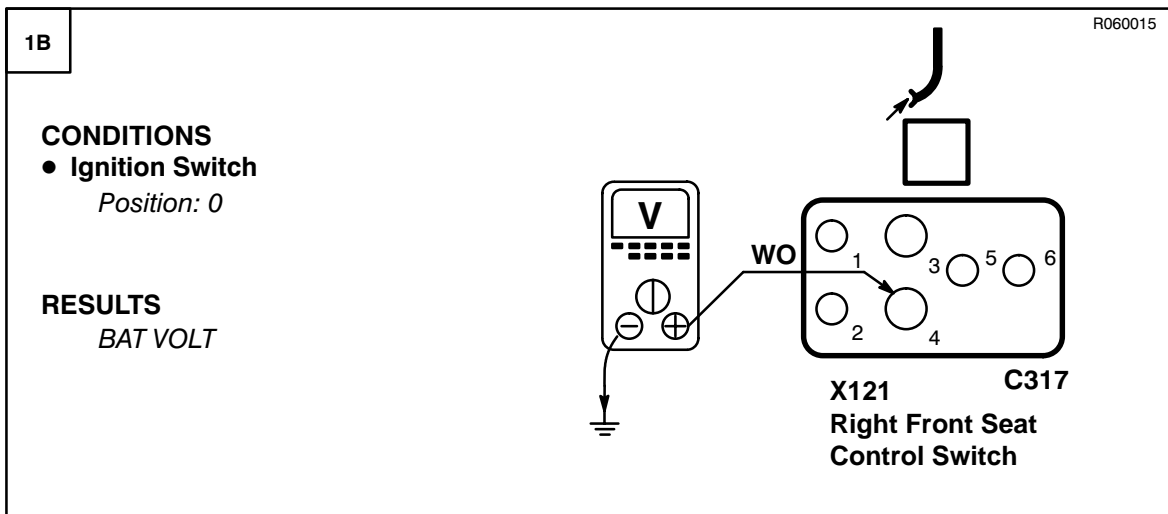 1B
R060015
CONDITIONS
● Ignition Switch
Position: 0
RESULTS
BAT VOLT
V
WO
1
3
5
6
2
4
X121
C317
Right Front Seat
Control Switch